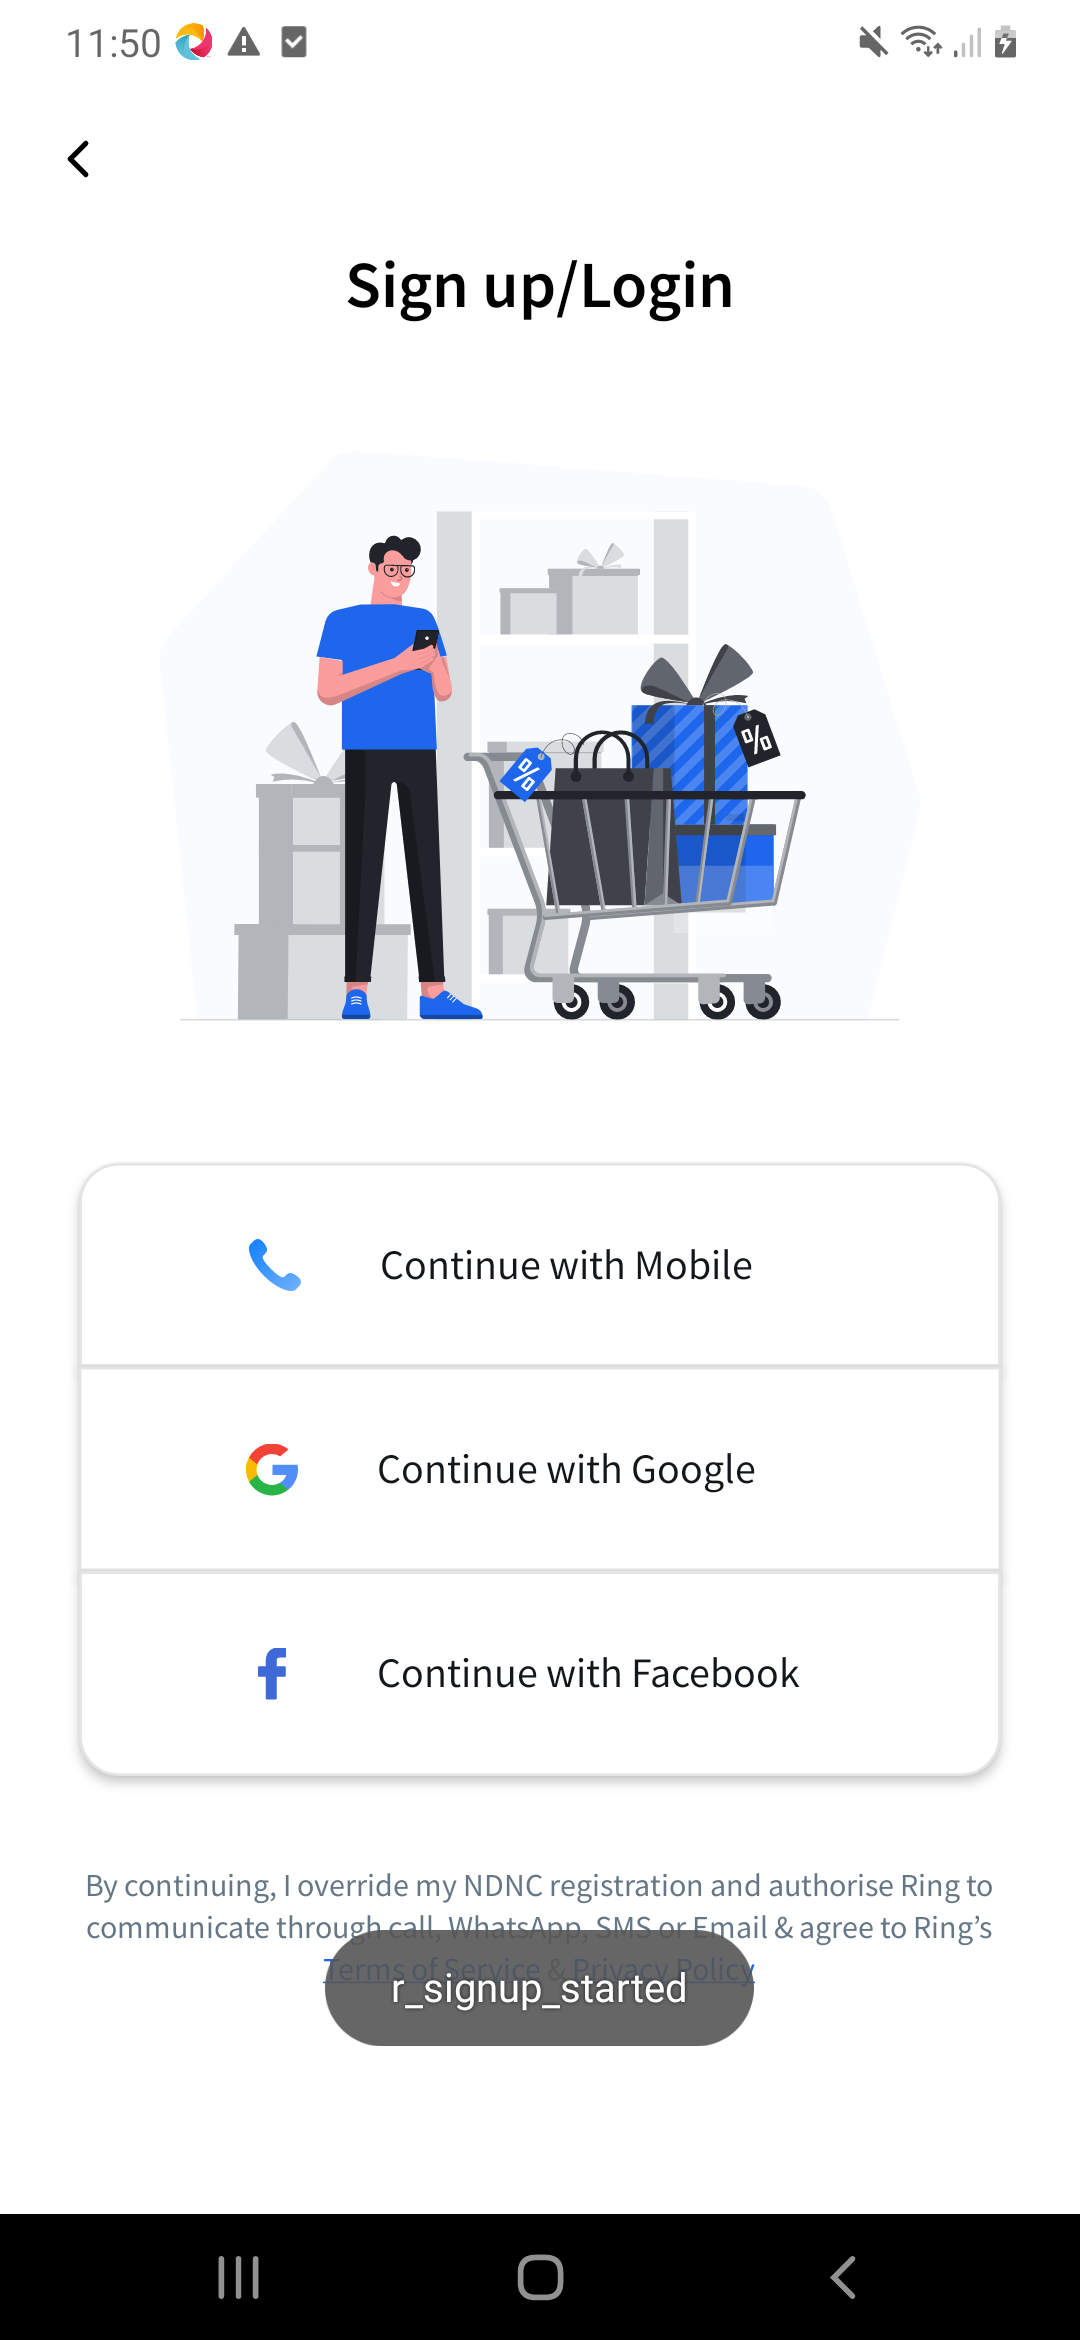 11:50
Sign up/Login
%
%
Continue with Mobile
Continue with Google
Continue with Facebook
By continuing, I override my NDNC registration and authorise Ring to
communicate through call, WhatsApp, SMS or Email & agree to Ring’s
Terms of Service & Privacy Policy
r_signup_started